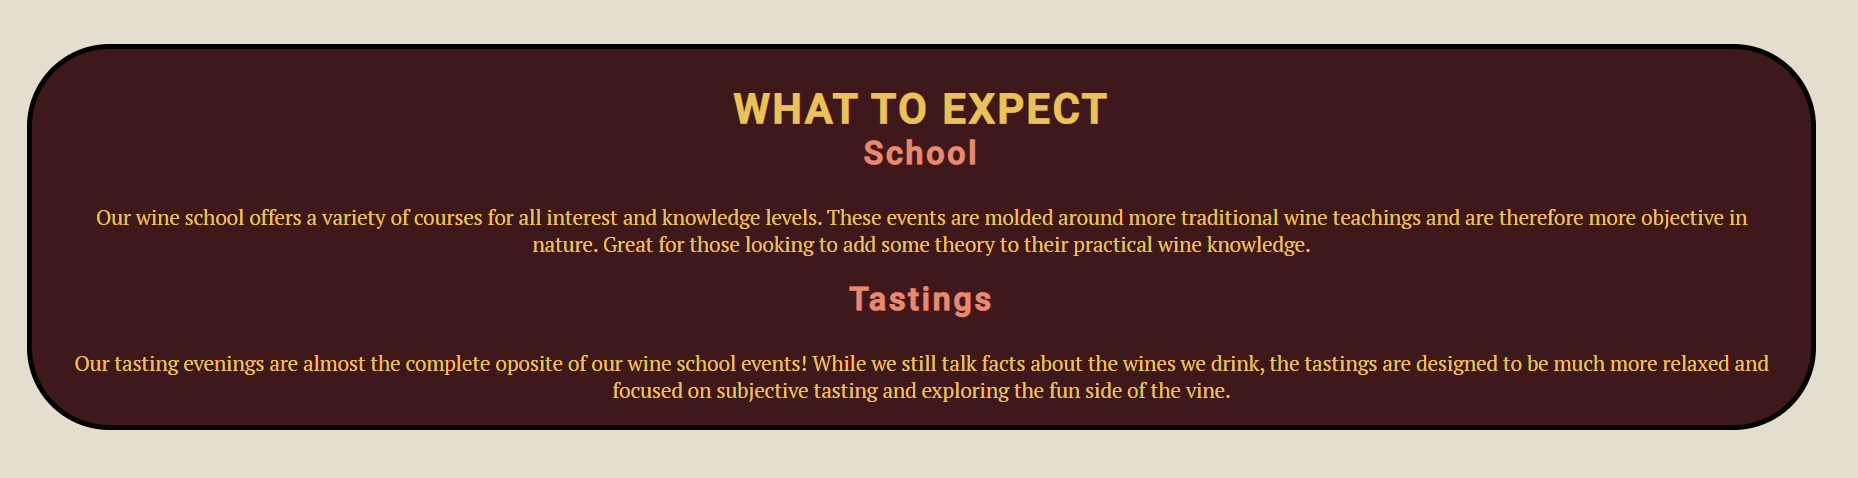 WHAT TO EXPECT
School
Our wine school offers a variety of courses for all interest and knowledge levels. These events are molded around more traditional wine teachings and are therefore more objective in
nature. Great for those looking to add some theory to their practical wine knowledge.
Tastings
Our tasting evenings are almost the complete oposite of our wine school events! While we still talk facts about the wines we drink, the tastings are designed to be much more relaxed and
focused on subjective tasting and exploring the fun side of the vine.